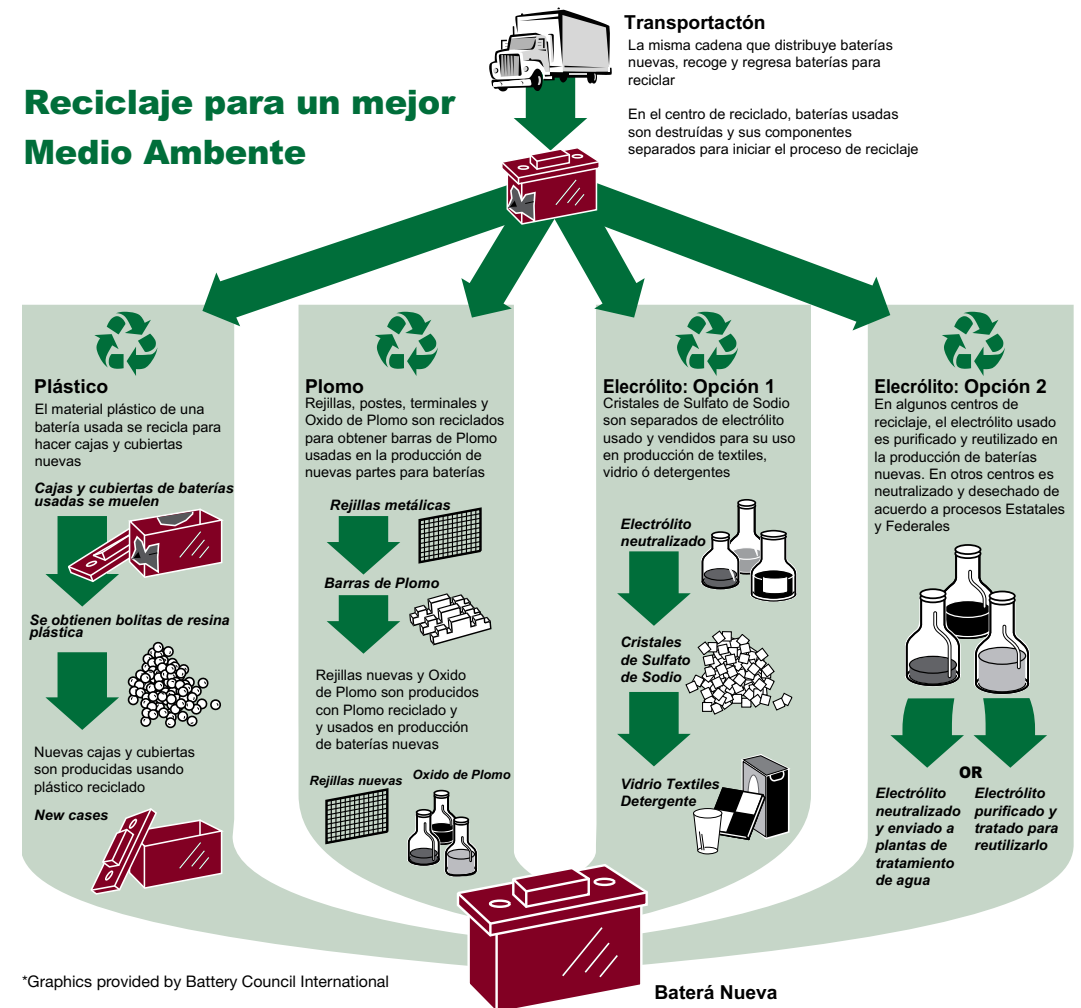 Transportactón
La misma cadena que distribuye baterías
nuevas, recoge y regresa baterías para
reciclar
En el centro de reciclado, baterías usadas
son destruídas y sus componentes
separados para iniciar el proceso de reciclaje
Reciclaje para un mejor
Medio Ambente
Plástico
El material plástico de una
batería usada se recicla para
hacer cajas y cubiertas
nuevas
Cajas y cubiertas de baterías
usadas se muelen
Se obtienen bolitas de resina
plástica
Nuevas cajas y cubiertas
son producidas usando
plástico reciclado
New cases
Plomo
Rejillas, postes, terminales y
Oxido de Plomo son reciclados
para obtener barras de Plomo
usadas en la producción de
nuevas partes para baterías
Rejillas metálicas
Barras de Plomo
Rejillas nuevas y Oxido
de Plomo son producidos
con Plomo reciclado y
y usados en producción
de baterías nuevas
Rejillas nuevas
Oxido de Plomo
Elecrólito: Opción 1
Cristales de Sulfato de Sodio
son separados de electrólito
usado y vendidos para su uso
en producción de textiles,
vidrio ó detergentes
Electrólito
neutralizado
Cristales
de Sulfato
de Sodio
Vidrio Textiles
Detergente
Elecrólito: Opción 2
En algunos centros de
reciclaje, el electrólito usado
es purificado y reutilizado en
la producción de baterías
nuevas. En otros centros es
neutralizado y desechado de
acuerdo a procesos Estatales
y Federales
OR
Electrólito
neutralizado
y enviado a
plantas de
tratamiento
de agua
Electrólito
purificado y
tratado para
reutilizarlo
*Graphics provided by Battery Council International
Baterá Nueva